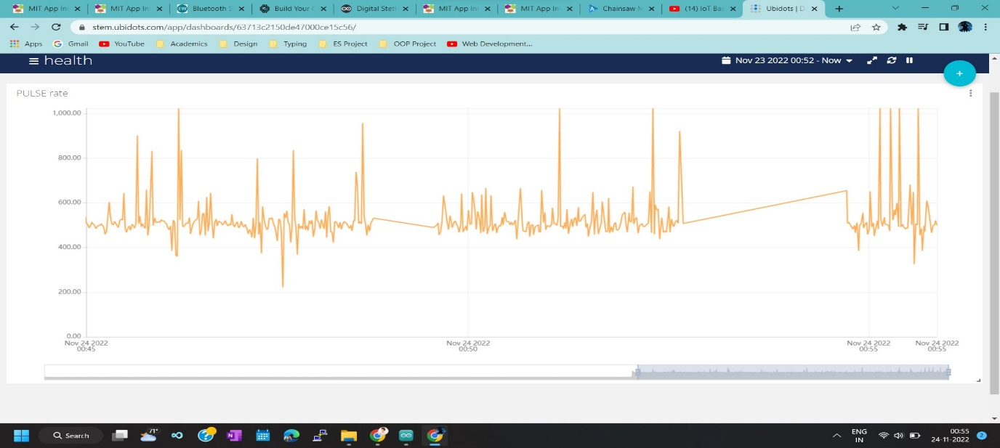 MIT App In
MIT App In
Bluetooth S
Build Your C
Digital Stet
MIT App In
MIT App In
Chainsaw M
(14) IoT Ba
Ubidots | D
stem.ubidots.com/app/dashboards/63713c2150de47000ce15c56/
Apps
Gmail
YouTube
Academics
Design
Typing
ES Project
OOP Project
Web Development...
health
Nov 23 2022 00:52 - Now
PULSE rate
1,000.00
800.00
600.00
400.00
200.00
0.00
Nov 24 2022
00:45
Nov 24 2022
00:50
Nov 24 2022
00:55
Nov 24 2022
00:55
71°
Search
ENG
IN
00:55
24-11-2022
2